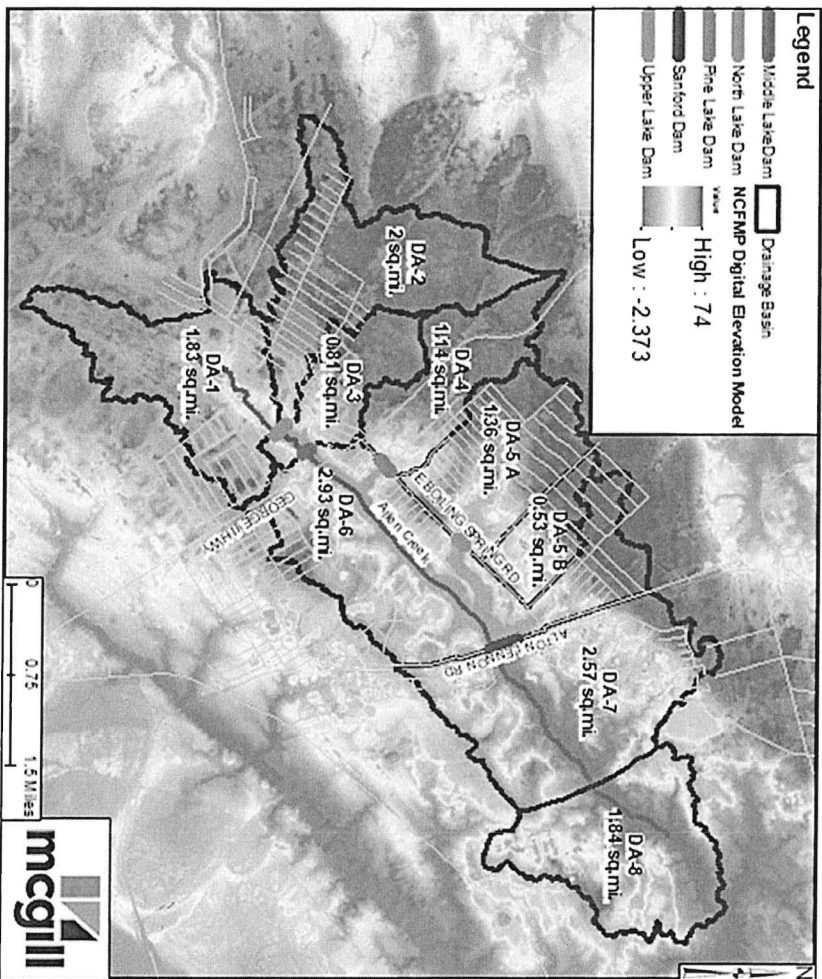 Legend
Middle Lake Dam
North Lake Dam
Pine Lake Dam
Sanford Dam
Upper Lake Dam
Drainage Basin
NCFMP Digital Elevation Model
Value
High : 74
Low : -2.373
DA-2
2 sq.mi.
DA-4
1.14 sq.mi.
DA-3
0.81 sq.mi.
DA-1
1.83 sq.mi.
DA-5 A
1.36 sq.mi.
DA-5 B
0.53 sq.mi.
E BOILING SPRING RD
DA-6
2.93 sq.mi.
Allen Creek
GEORGE II HWY
ALTON LENNON RD
DA-7
2.57 sq.mi.
DA-8
1.84 sq.mi.
0 0.75 1.5 Miles
mcgill
N